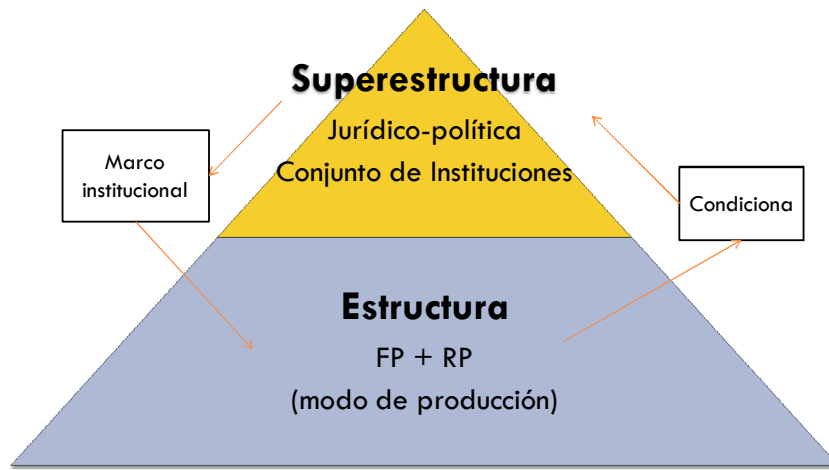 Superestructura
Jurídico-política
Conjunto de Instituciones
Marco
institucional
Condiciona
Estructura
FP + RP
(modo de producción)